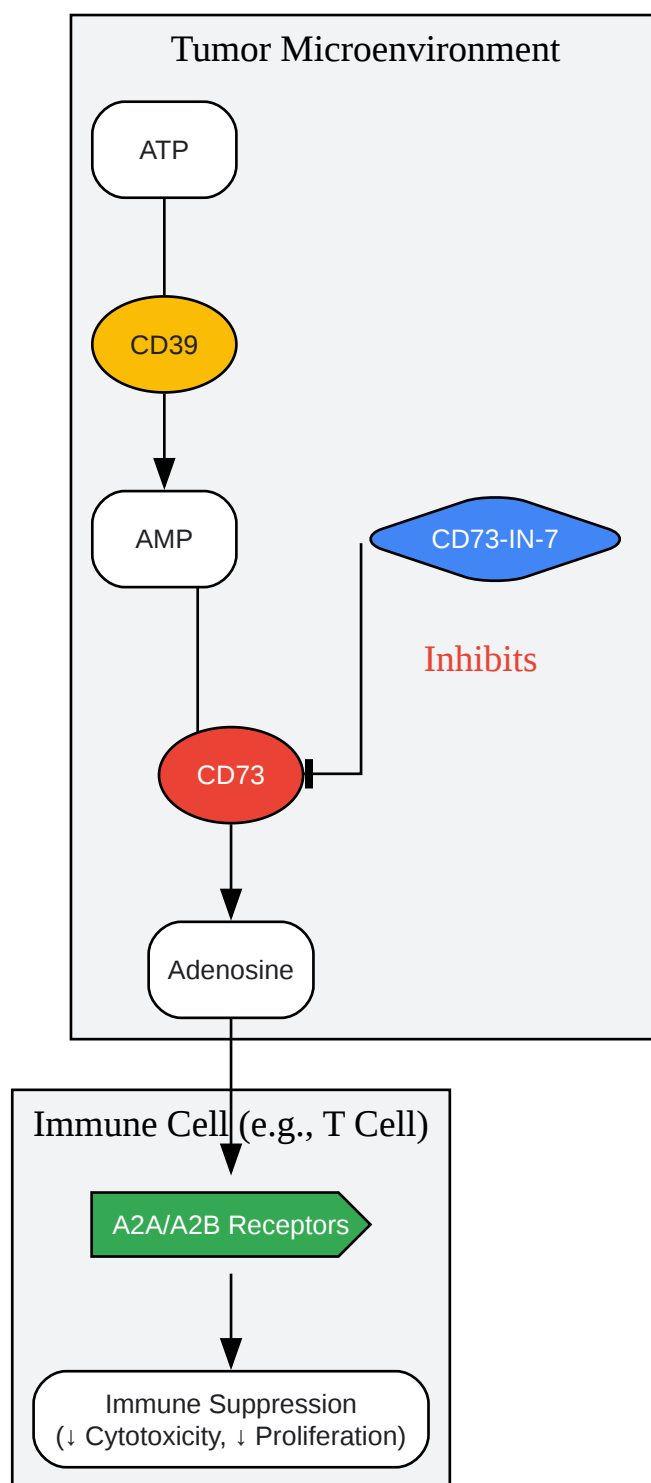 Tumor Microenvironment
ATP
CD39
AMP
CD73-IN-7
Inhibits
CD73
Adenosine
Immune Cell (e.g., T Cell)
A2A/A2B Receptors
Immune Suppression
(↓ Cytotoxicity, ↓ Proliferation)